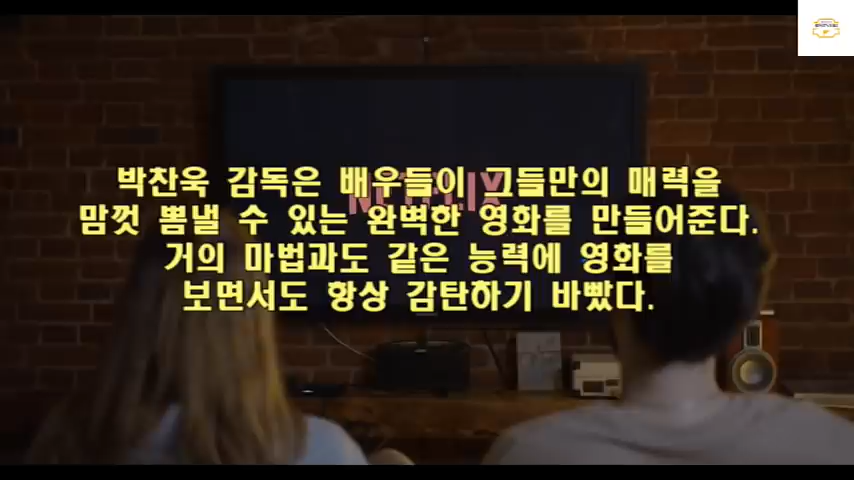 박찬욱 감독은 배우들이 그들만의 매력을
맘껏 뽐낼 수 있는 완벽한 영화를 만들어준다.
거의 마법과도 같은 능력에 영화를
보면서도 항상 감탄하기 바빴다.
NETFLIX